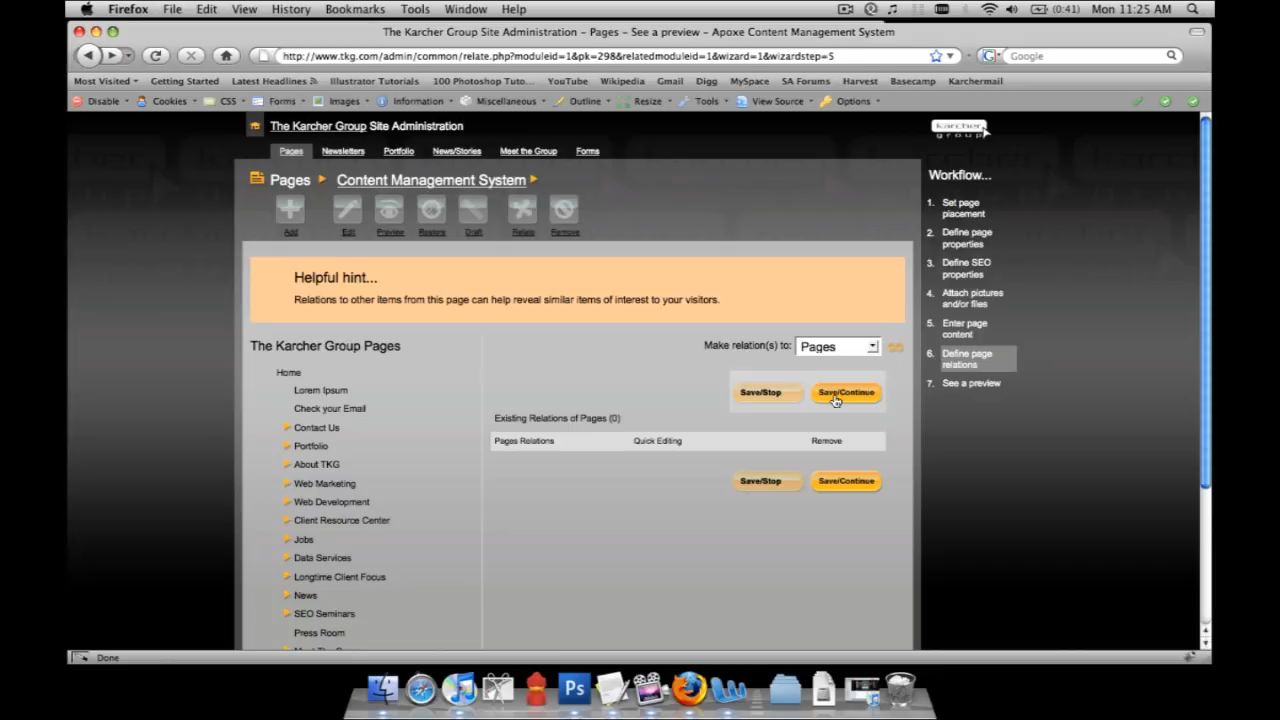 Firefox File Edit View History Bookmarks Tools Window Help (0:41) Mon 11:25 AM
The Karcher Group Site Administration - Pages - See a preview - Apoxe Content Management System
http://www.tkg.com/admin/common/relate.php?moduleid=1&pk=298&relatedmoduleid=1&wizard=1&wizardstep=5 Google
Most Visited Getting Started Latest Headlines Illustrator Tutorials 100 Photoshop Tuto... YouTube Wikipedia Gmail Digg MySpace SA Forums Harvest Basecamp Karchermail
Disable Cookies CSS Forms Images Information Miscellaneous Outline Resize Tools View Source Options
The Karcher Group Site Administration
karcher
group
Pages Newsletters Portfolio News/Stories Meet the Group Forms
Pages Content Management System
Add Edit Preview Restore Draft Relate Remove
Helpful hint...
Relations to other items from this page can help reveal similar items of interest to your visitors.
The Karcher Group Pages
Home
Lorem Ipsum
Check your Email
Contact Us
Portfolio
About TKG
Web Marketing
Web Development
Client Resource Center
Jobs
Data Services
Longtime Client Focus
News
SEO Seminars
Press Room
Make relation(s) to: Pages
Save/Stop Save/Continue
Existing Relations of Pages (0)
Pages Relations Quick Editing Remove
Save/Stop Save/Continue
Workflow...
1. Set page
placement
2. Define page
properties
3. Define SEO
properties
4. Attach pictures
and/or files
5. Enter page
content
6. Define page
relations
7. See a preview
Done
Ps